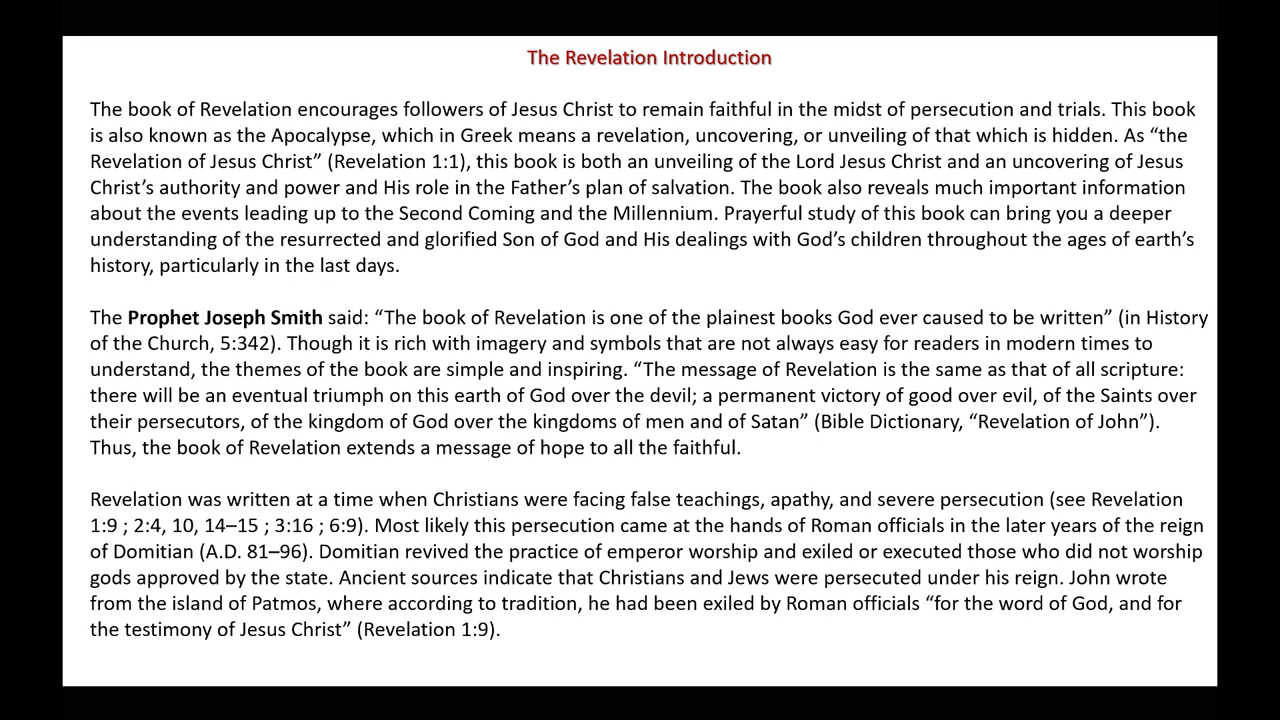 The Revelation Introduction
The book of Revelation encourages followers of Jesus Christ to remain faithful in the midst of persecution and trials. This book
is also known as the Apocalypse, which in Greek means a revelation, uncovering, or unveiling of that which is hidden. As “the
Revelation of Jesus Christ” (Revelation 1:1), this book is both an unveiling of the Lord Jesus Christ and an uncovering of Jesus
Christ’s authority and power and His role in the Father’s plan of salvation. The book also reveals much important information
about the events leading up to the Second Coming and the Millennium. Prayerful study of this book can bring you a deeper
understanding of the resurrected and glorified Son of God and His dealings with God’s children throughout the ages of earth’s
history, particularly in the last days.
The Prophet Joseph Smith said: “The book of Revelation is one of the plainest books God ever caused to be written” (in History
of the Church, 5:342). Though it is rich with imagery and symbols that are not always easy for readers in modern times to
understand, the themes of the book are simple and inspiring. “The message of Revelation is the same as that of all scripture:
there will be an eventual triumph on this earth of God over the devil; a permanent victory of good over evil, of the Saints over
their persecutors, of the kingdom of God over the kingdoms of men and of Satan” (Bible Dictionary, “Revelation of John”).
Thus, the book of Revelation extends a message of hope to all the faithful.
Revelation was written at a time when Christians were facing false teachings, apathy, and severe persecution (see Revelation
1:9 ; 2:4, 10, 14–15 ; 3:16 ; 6:9). Most likely this persecution came at the hands of Roman officials in the later years of the reign
of Domitian (A.D. 81–96). Domitian revived the practice of emperor worship and exiled or executed those who did not worship
gods approved by the state. Ancient sources indicate that Christians and Jews were persecuted under his reign. John wrote
from the island of Patmos, where according to tradition, he had been exiled by Roman officials “for the word of God, and for
the testimony of Jesus Christ” (Revelation 1:9).